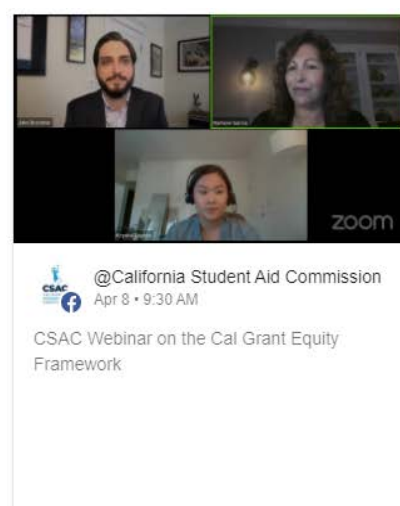 zoom
CSAC
@California Student Aid Commission
Apr 8 • 9:30 AM
CSAC Webinar on the Cal Grant Equity
Framework